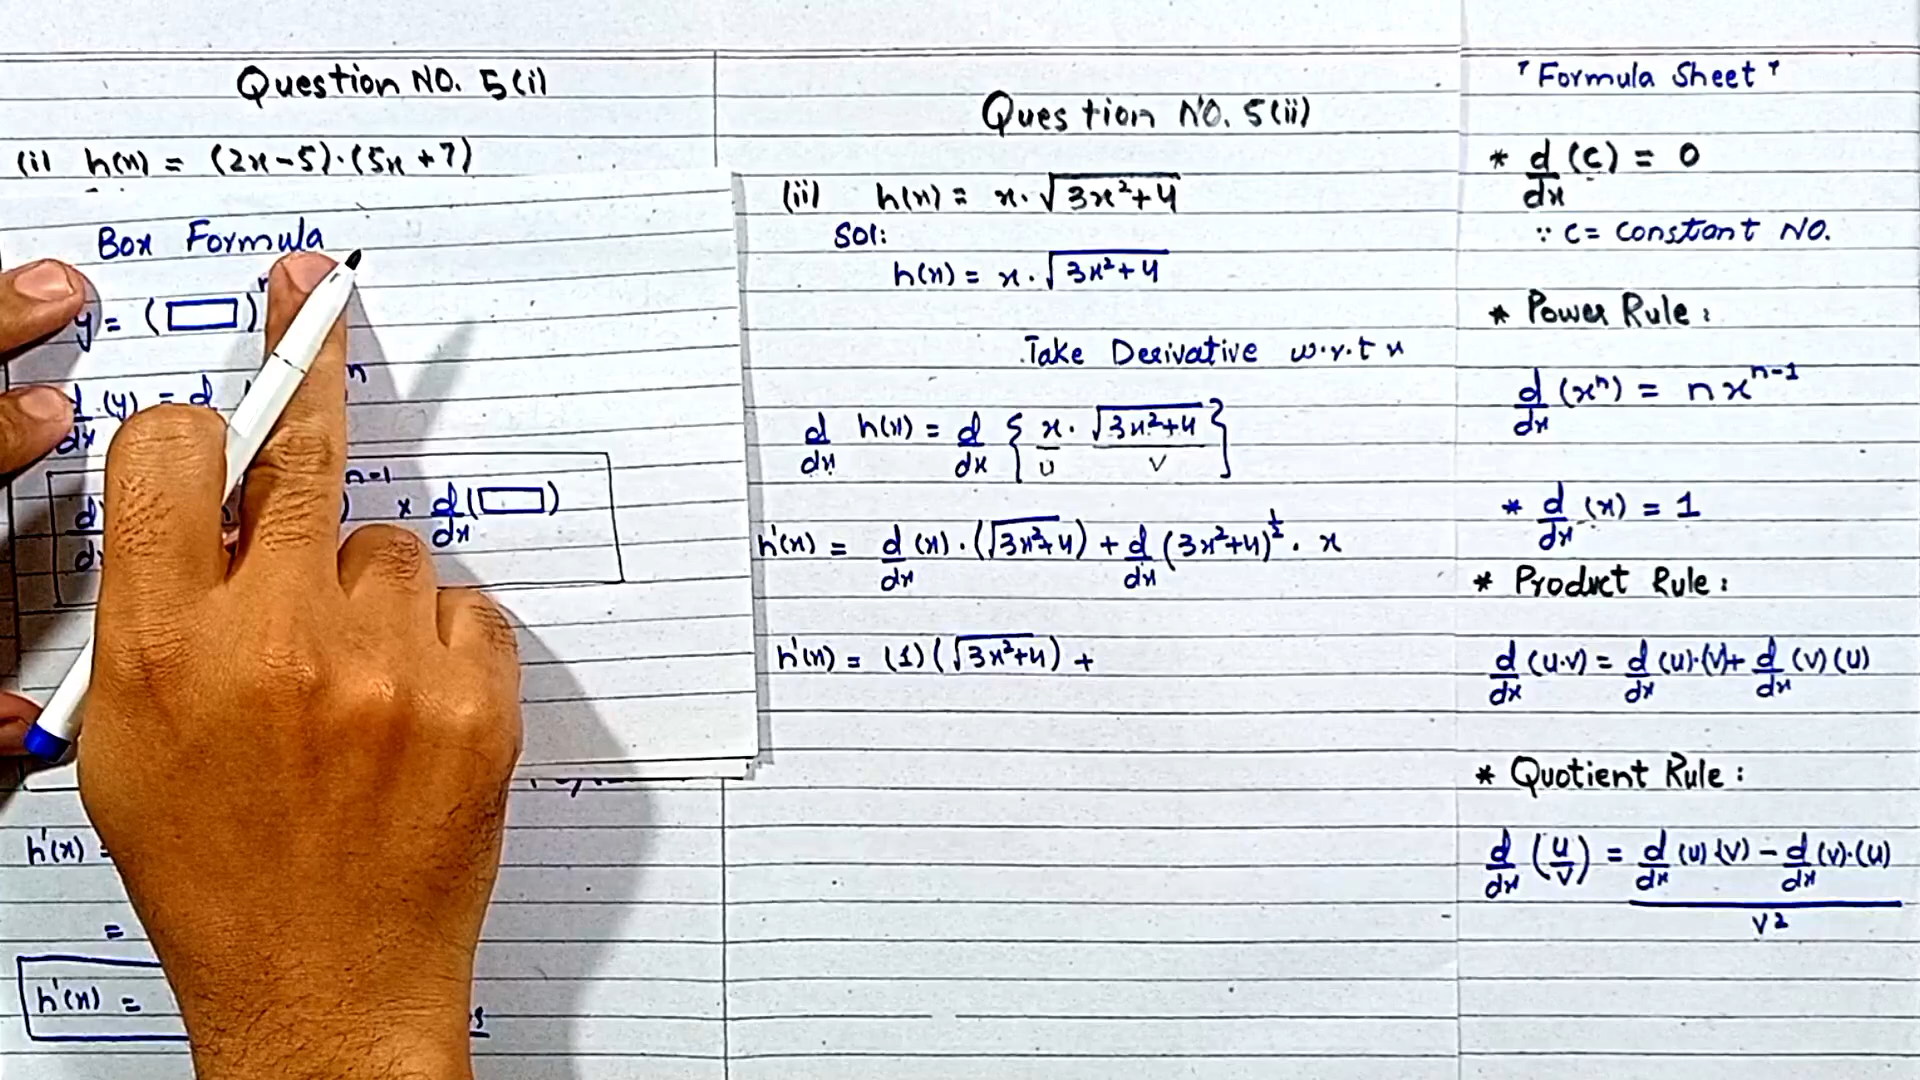 Question NO. 5(i)
(i) h(x) = (2x-5)·(5x+7)
Box Formula
y = (▭)ⁿ
d/dx (y) = d
n
n-1
) × d/dx (▭)
h'(x) =
=
h'(x) =
Question NO. 5(ii)
(ii) h(x) = x·√(3x²+4)
Sol:
h(x) = x·√(3x²+4)
Take Derivative w.r.t x
d/dx h(x) = d/dx { x · √(3x²+4) }
U V
h'(x) = d/dx (x)·(√(3x²+4)) + d/dx (3x²+4)^(1/2) · x
h'(x) = (1)(√(3x²+4)) +
"Formula Sheet"
* d/dx (c) = 0
∵ c = constant NO.
* Power Rule:
d/dx (xⁿ) = nxⁿ⁻¹
* d/dx (x) = 1
* Product Rule:
d/dx (u·v) = d/dx (u)·(v) + d/dx (v)(u)
* Quotient Rule:
d/dx (u/v) = d/dx (u)·(v) - d/dx (v)·(u)
v²